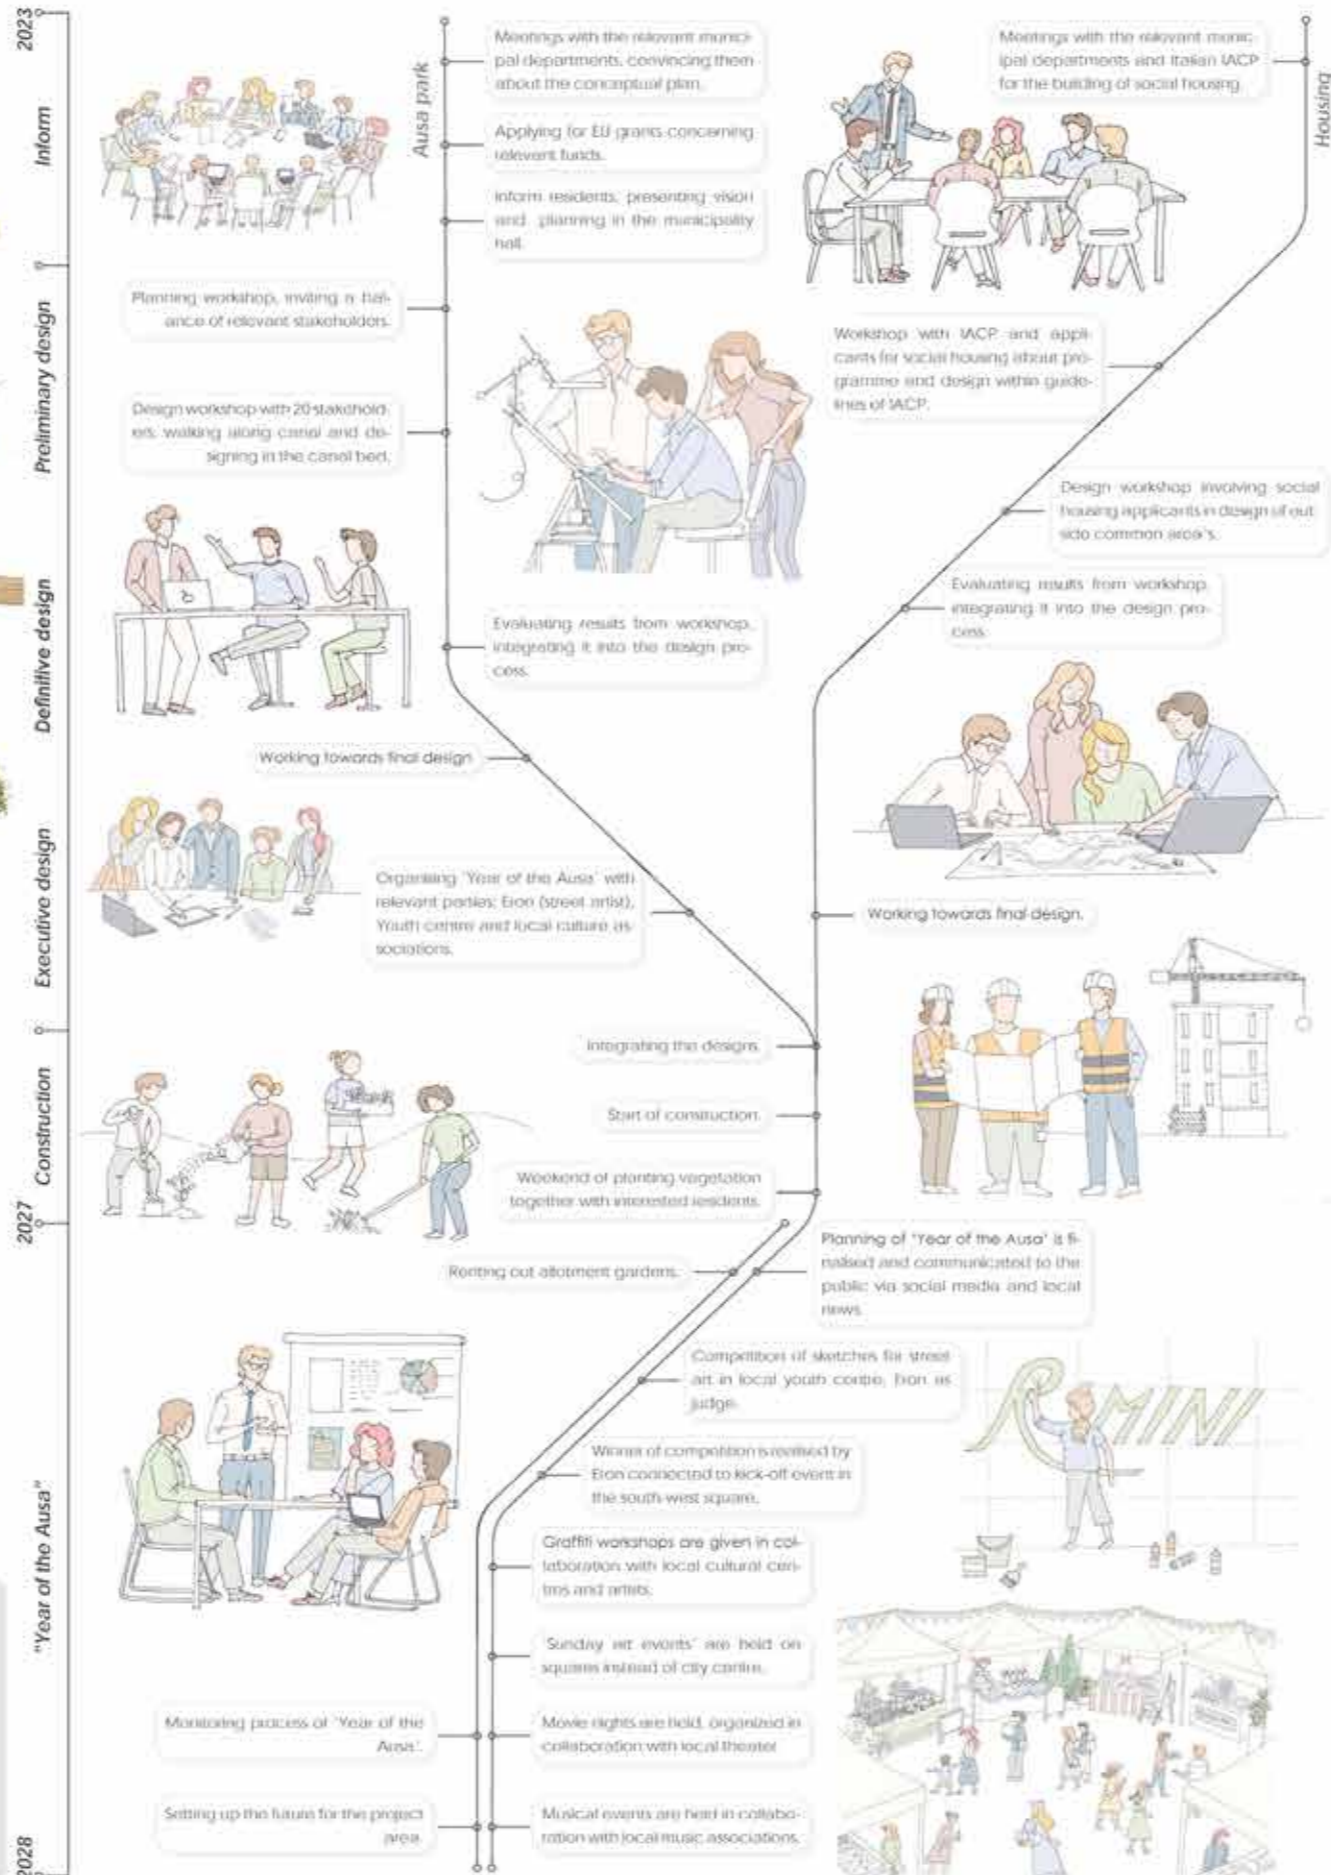 2023
Inform
Ausa park
Housing
Meetings with the relevant munici-
pal departments, convincing them
about the conceptual plan.
Meetings with the relevant munic-
ipal departments and Italian IACP
for the building of social housing.
Applying for EU grants concerning
relevant funds.
Inform residents, presenting vision
and planning in the municipality
hall.
Preliminary design
Planning workshop, inviting a bal-
ance of relevant stakeholders.
Workshop with IACP and appli-
cants for social housing about pro-
gramme and design within guide-
lines of IACP.
Design workshop with 20 stakehold-
ers, walking along canal and de-
signing in the canal bed.
Design workshop involving social
housing applicants in design of out
side common area's.
Definitive design
Evaluating results from workshop,
integrating it into the design pro-
cess.
Evaluating results from workshop,
integrating it into the design pro-
cess.
Working towards final design
Executive design
Organising 'Year of the Ausa' with
relevant parties; Eron (street artist),
Youth centre and local culture as-
sociations.
Working towards final design.
Construction
Integrating the designs.
Start of construction.
Weekend of planting vegetation
together with interested residents.
2027
Renting out allotment gardens.
Planning of "Year of the Ausa" is fi-
nalised and communicated to the
public via social media and local
news.
"Year of the Ausa"
Competition of sketches for street
art in local youth centre, Eron as
judge.
RMINI
Winner of competition is realised by
Eron connected to kick-off event in
the south-west square.
Graffiti workshops are given in col-
laboration with local cultural cen-
tres and artists.
'Sunday art events' are held on
squares instead of city centre.
Monitoring process of 'Year of the
Ausa'.
Movie nights are held, organized in
collaboration with local theater
Setting up the future for the project
area.
Musical events are held in collabo-
ration with local music associations.
2028